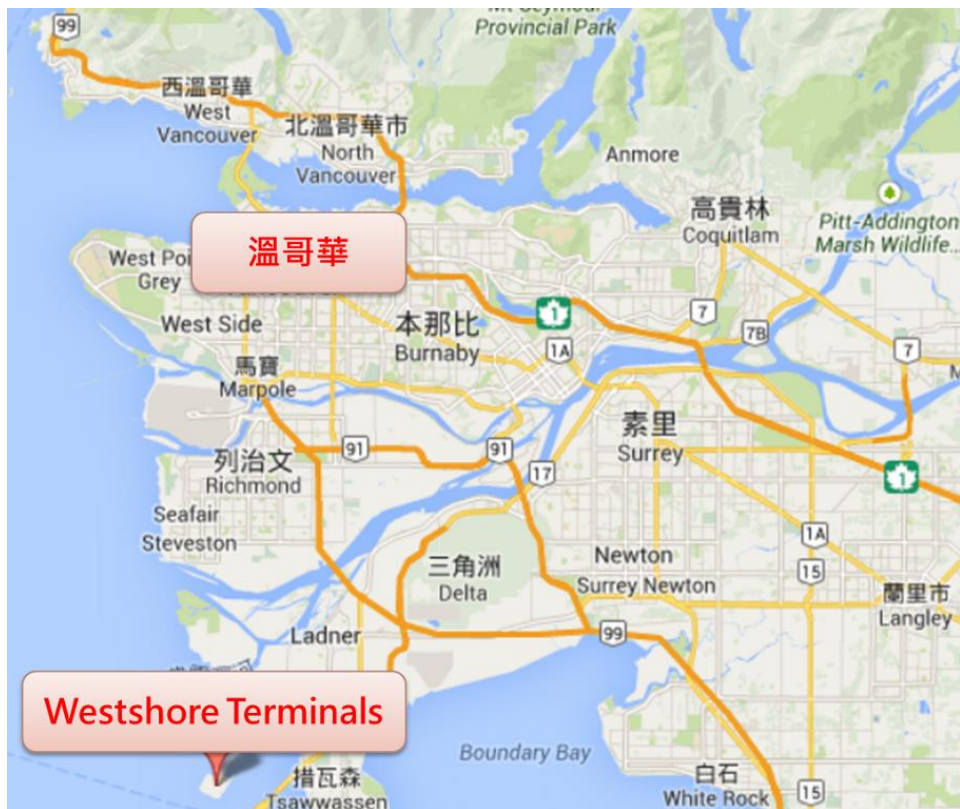 Mt Seymour
Provincial Park
99
西溫哥華
West
Vancouver
北溫哥華市
North
Vancouver
Anmore
高貴林
Coquitlam
Pitt-Addington
Marsh Wildlife...
溫哥華
West
Grey
1
7
7B
West Side
本那比
Burnaby
1A
7
馬寶
Marpole
素里
Surrey
91
91
列治文
Richmond
17
1
Seafair
Steveston
1A
三角洲
Delta
Newton
Surrey Newton
15
蘭里市
Langley
Ladner
99
Westshore Terminals
Boundary Bay
措瓦森
Tsawwassen
白石
White Rock
15